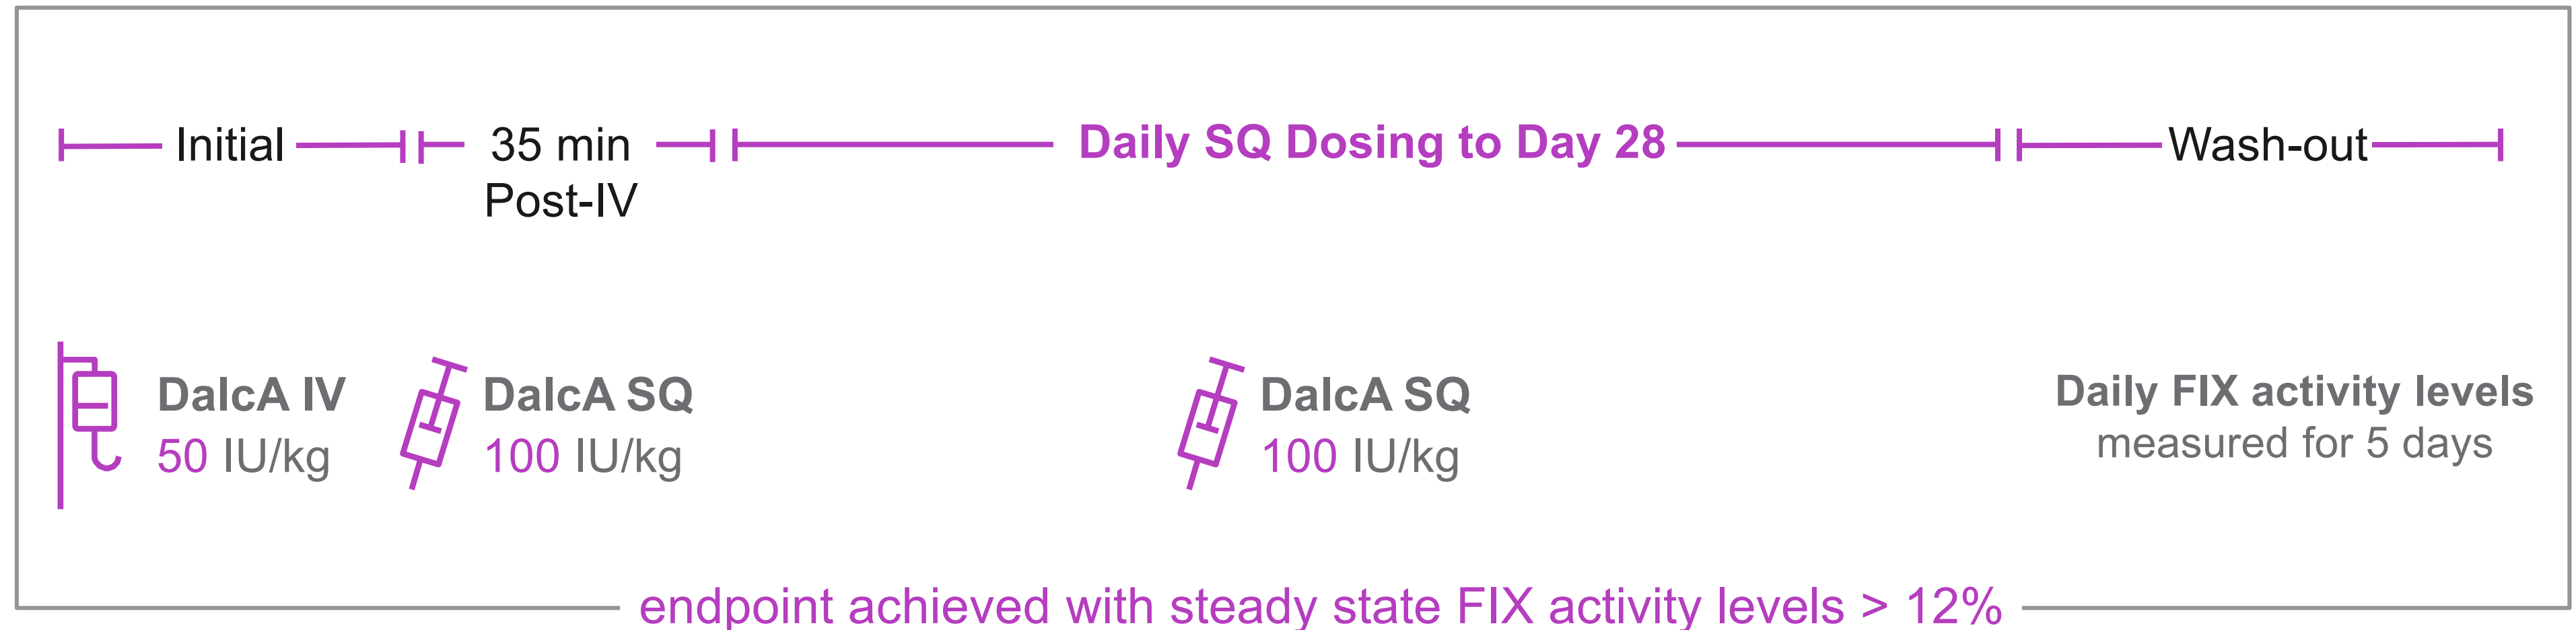 Initial
35 min
Post-IV
Daily SQ Dosing to Day 28
Wash-out
DalcA IV
50 IU/kg
DalcA SQ
100 IU/kg
DalcA SQ
100 IU/kg
Daily FIX activity levels
measured for 5 days
endpoint achieved with steady state FIX activity levels > 12%